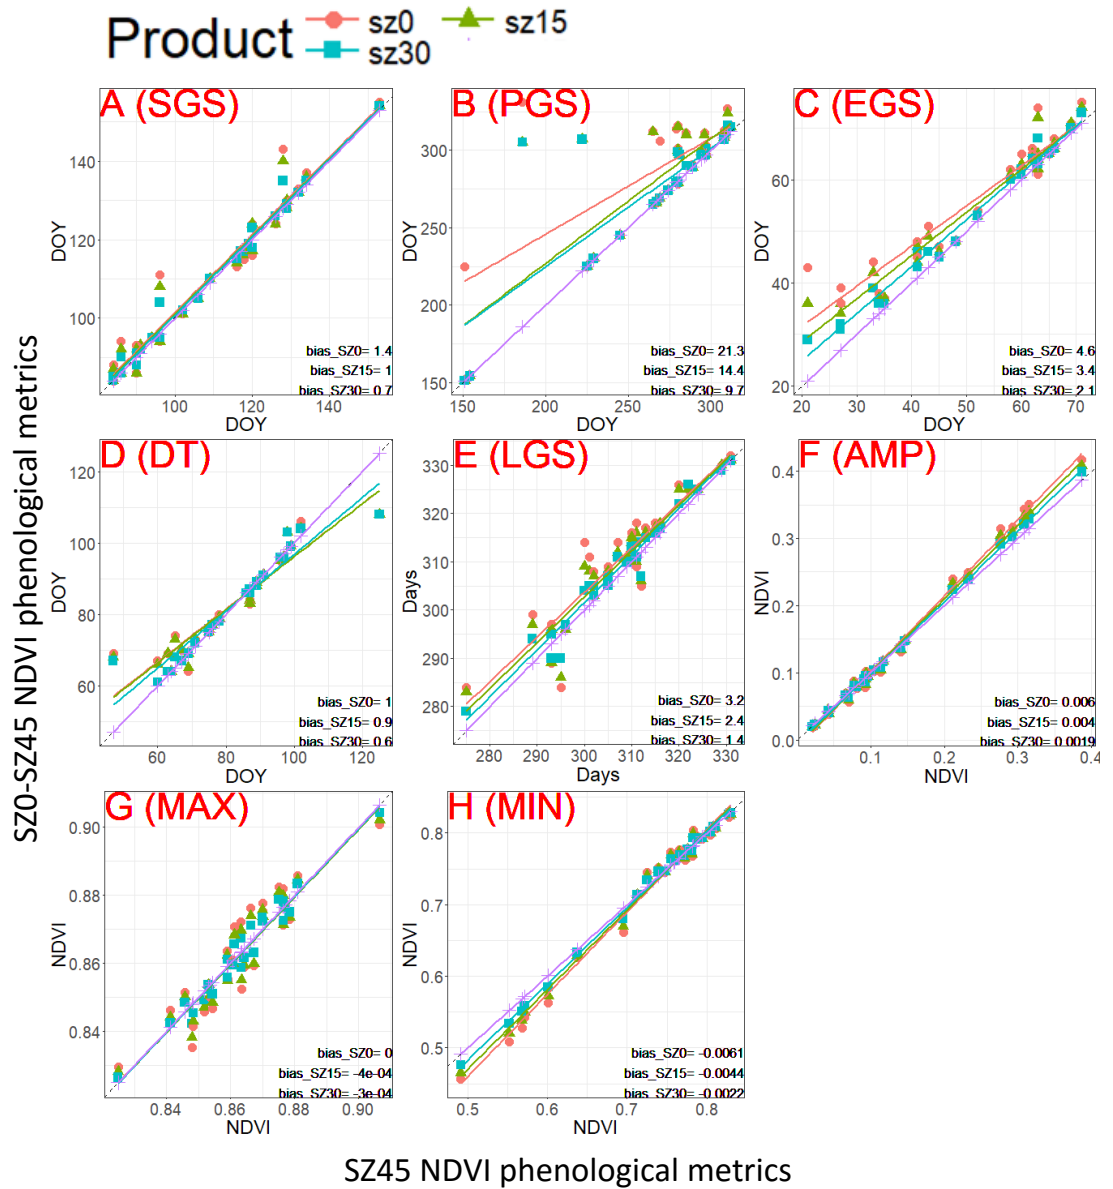 Product sz0 sz15
sz30
A (SGS)
DOY
140
120
100
bias_SZ0= 1.4
bias_SZ15= 1
bias_SZ30= 0.7
100 120 140
DOY
B (PGS)
DOY
300
250
200
150
bias_SZ0= 21.3
bias_SZ15= 14.4
bias_SZ30= 9.7
150 200 250 300
DOY
C (EGS)
DOY
60
40
20
bias_SZ0= 4.6
bias_SZ15= 3.4
bias_SZ30= 2.1
20 30 40 50 60 70
DOY
D (DT)
DOY
120
100
80
60
bias_SZ0= 1
bias_SZ15= 0.9
bias_SZ30= 0.6
60 80 100 120
DOY
E (LGS)
Days
330
320
310
300
290
280
bias_SZ0= 3.2
bias_SZ15= 2.4
bias_SZ30= 1.4
280 290 300 310 320 330
Days
F (AMP)
NDVI
0.4
0.3
0.2
0.1
0.0
bias_SZ0= 0.006
bias_SZ15= 0.004
bias_SZ30= 0.0019
0.1 0.2 0.3 0.4
NDVI
G (MAX)
NDVI
0.90
0.88
0.86
0.84
bias_SZ0= 0
bias_SZ15= -4e-04
bias_SZ30= -3e-04
0.84 0.86 0.88 0.90
NDVI
H (MIN)
NDVI
0.8
0.7
0.6
0.5
bias_SZ0= -0.0061
bias_SZ15= -0.0044
bias_SZ30= -0.0022
0.5 0.6 0.7 0.8
NDVI
SZ0-SZ45 NDVI phenological metrics
SZ45 NDVI phenological metrics